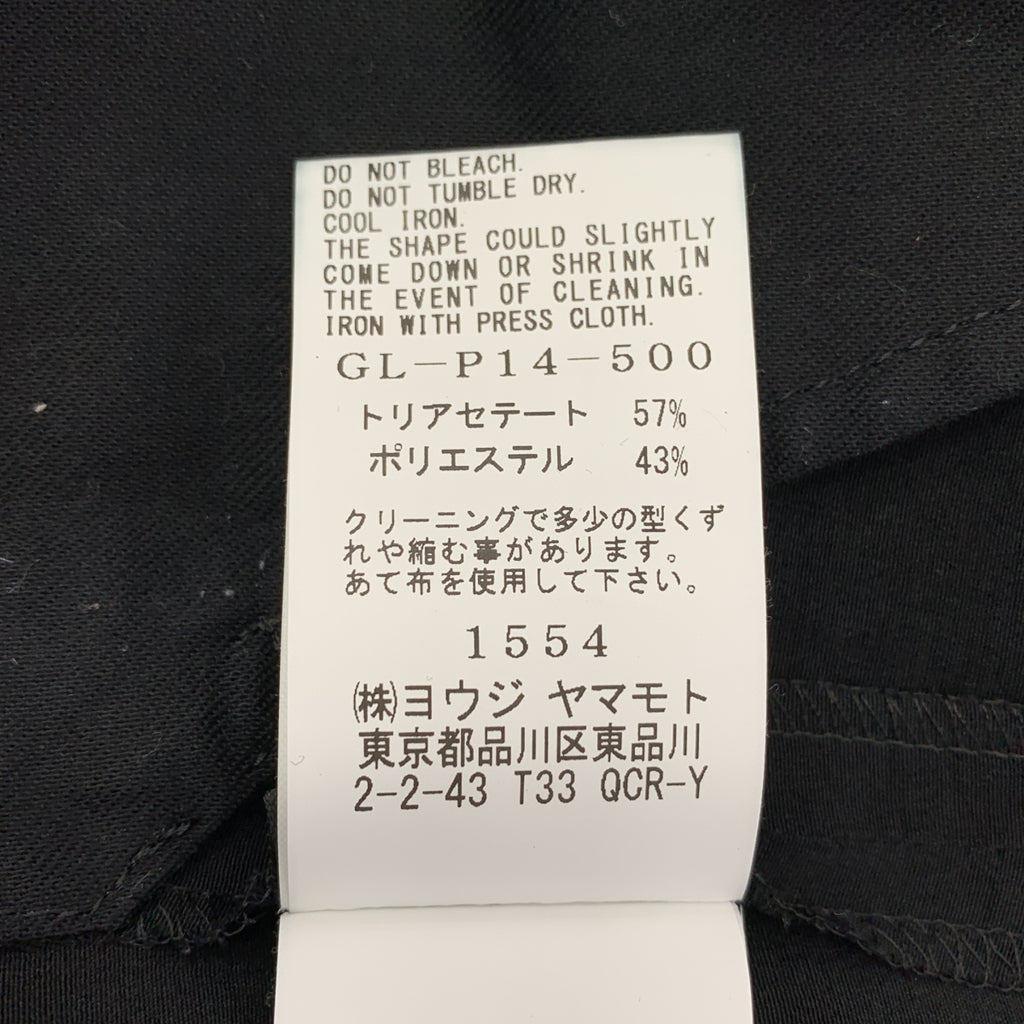 DO NOT BLEACH.
DO NOT TUMBLE DRY.
COOL IRON.
THE SHAPE COULD SLIGHTLY
COME DOWN OR SHRINK IN
THE EVENT OF CLEANING.
IRON WITH PRESS CLOTH.
GL-P14-500
トリアセテート 57%
ポリエステル 43%
クリーニングで多少の型くず
れや縮む事があります。
あて布を使用して下さい。
1554
㈱ヨウジ ヤマモト
東京都品川区東品川
2-2-43 T33 QCR-Y